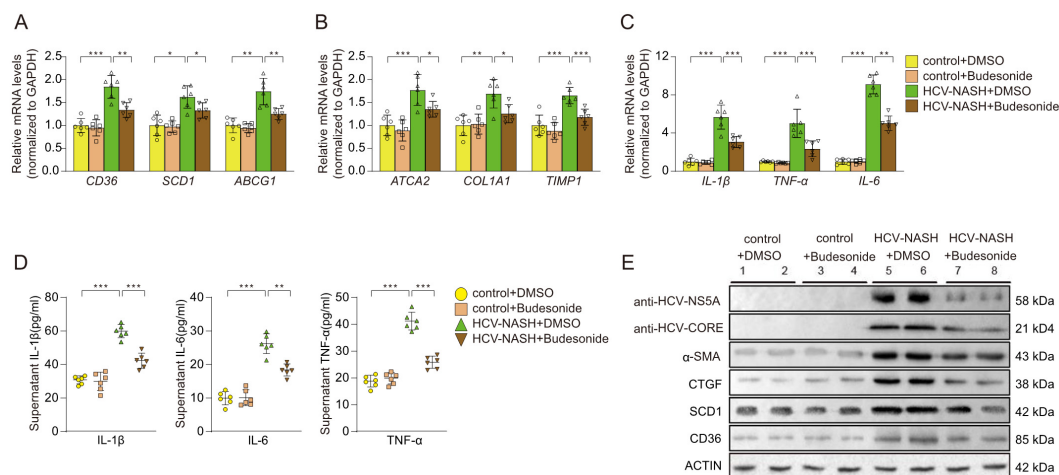 A
Relative mRNA levels
(normalized to GAPDH)
2.5
2.0
1.5
1.0
0.5
0.0
*** ** * * ** **
CD36 SCD1 ABCG1
B
Relative mRNA levels
(normalized to GAPDH)
2.5
2.0
1.5
1.0
0.5
0.0
*** * ** * *** ***
ATCA2 COL1A1 TIMP1
C
Relative mRNA levels
(normalized to GAPDH)
12
8
4
0
*** *** *** *** *** **
IL-1β TNF-α IL-6
control+DMSO
control+Budesonide
HCV-NASH+DMSO
HCV-NASH+Budesonide
D
Supernatant IL-1β(pg/ml)
80
60
40
20
0
*** ***
IL-1β
Supernatant IL-6(pg/ml)
40
30
20
10
0
*** **
IL-6
Supernatant TNF-α(pg/ml)
50
40
30
20
10
0
*** ***
TNF-α
control+DMSO
control+Budesonide
HCV-NASH+DMSO
HCV-NASH+Budesonide
E
control
+DMSO
control
+Budesonide
HCV-NASH
+DMSO
HCV-NASH
+Budesonide
1 2 3 4 5 6 7 8
anti-HCV-NS5A 58 kDa
anti-HCV-CORE 21 kD4
α-SMA 43 kDa
CTGF 38 kDa
SCD1 42 kDa
CD36 85 kDa
ACTIN 42 kDa